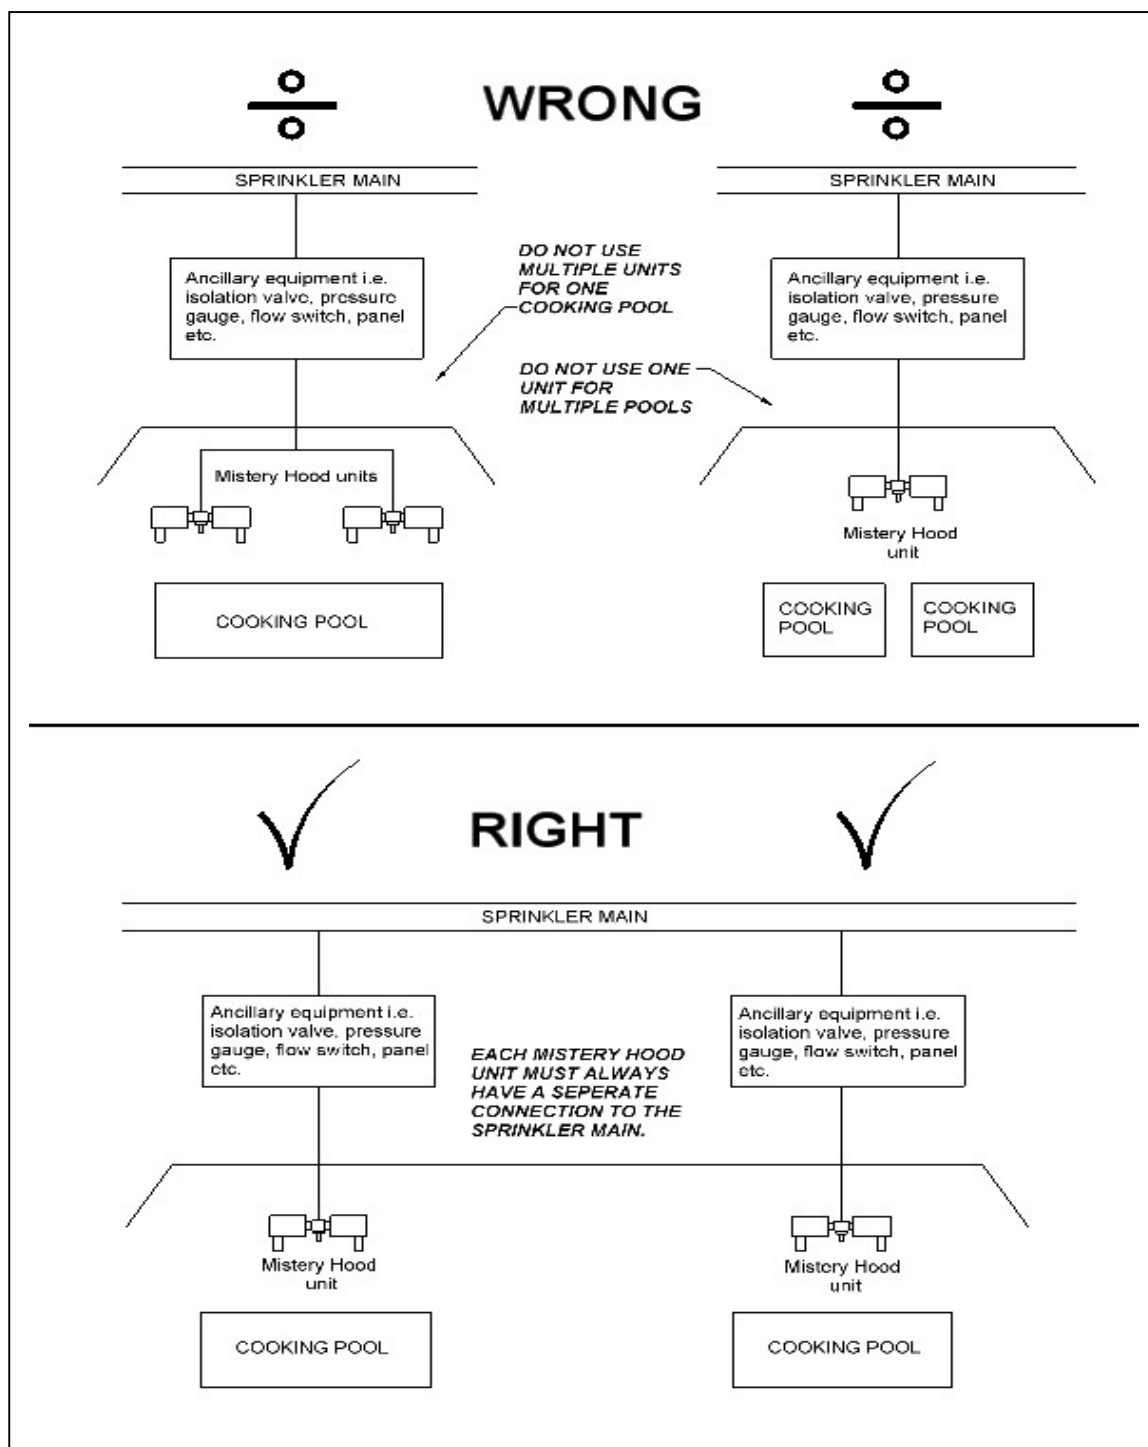 WRONG
SPRINKLER MAIN
Ancillary equipment i.e.
isolation valve, pressure
gauge, flow switch, panel
etc.
DO NOT USE
MULTIPLE UNITS
FOR ONE
COOKING POOL
DO NOT USE ONE
UNIT FOR
MULTIPLE POOLS
SPRINKLER MAIN
Ancillary equipment i.e.
isolation valve, pressure
gauge, flow switch, panel
etc.
Mistery Hood units
COOKING POOL
Mistery Hood
unit
COOKING
POOL
COOKING
POOL
RIGHT
SPRINKLER MAIN
Ancillary equipment i.e.
isolation valve, pressure
gauge, flow switch, panel
etc.
EACH MISTERY HOOD
UNIT MUST ALWAYS
HAVE A SEPERATE
CONNECTION TO THE
SPRINKLER MAIN.
Ancillary equipment i.e.
isolation valve, pressure
gauge, flow switch, panel
etc.
Mistery Hood
unit
COOKING POOL
Mistery Hood
unit
COOKING POOL